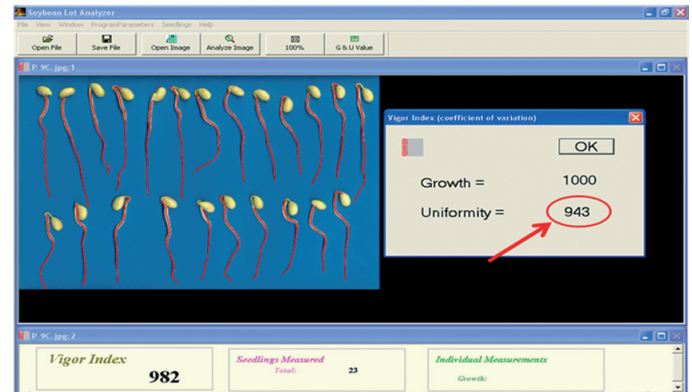 Soybean Lot Analyzer
File View Window ProgramParameters Seedlings Help
Open File Save File Open Image Analyze Image 100% G & U Value
P_9C.jpg:1
Vigor Index (coefficient of variation)
OK
Growth = 1000
Uniformity = 943
P_9C.jpg:2
Vigor Index
982
Seedlings Measured
Total: 23
Individual Measurements
Growth: